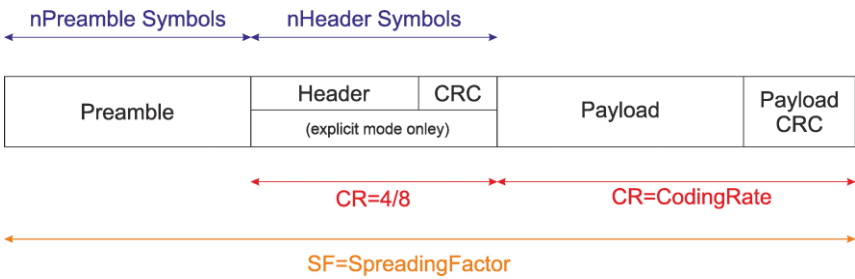 nPreamble Symbols nHeader Symbols
Preamble
Header
CRC
(explicit mode onley)
Payload
Payload
CRC
CR=4/8
CR=CodingRate
SF=SpreadingFactor